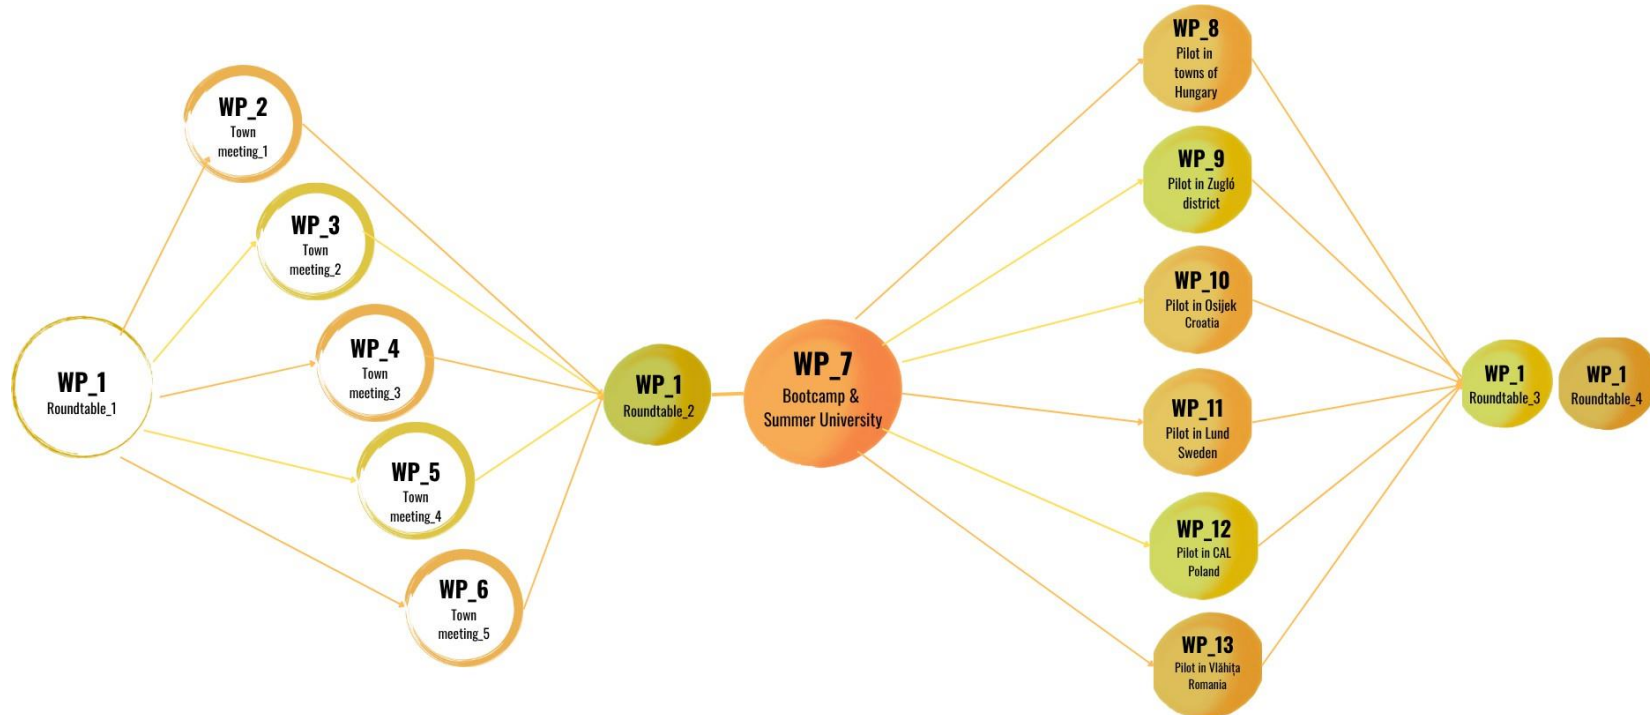 WP_1
Roundtable_1
WP_2
Town
meeting_1
WP_3
Town
meeting_2
WP_4
Town
meeting_3
WP_5
Town
meeting_4
WP_6
Town
meeting_5
WP_1
Roundtable_2
WP_7
Bootcamp &
Summer University
WP_8
Pilot in
towns of
Hungary
WP_9
Pilot in Zugló
district
WP_10
Pilot in Osijek
Croatia
WP_11
Pilot in Lund
Sweden
WP_12
Pilot in CAL
Poland
WP_13
Pilot in Vlăhița
Romania
WP_1
Roundtable_3
WP_1
Roundtable_4